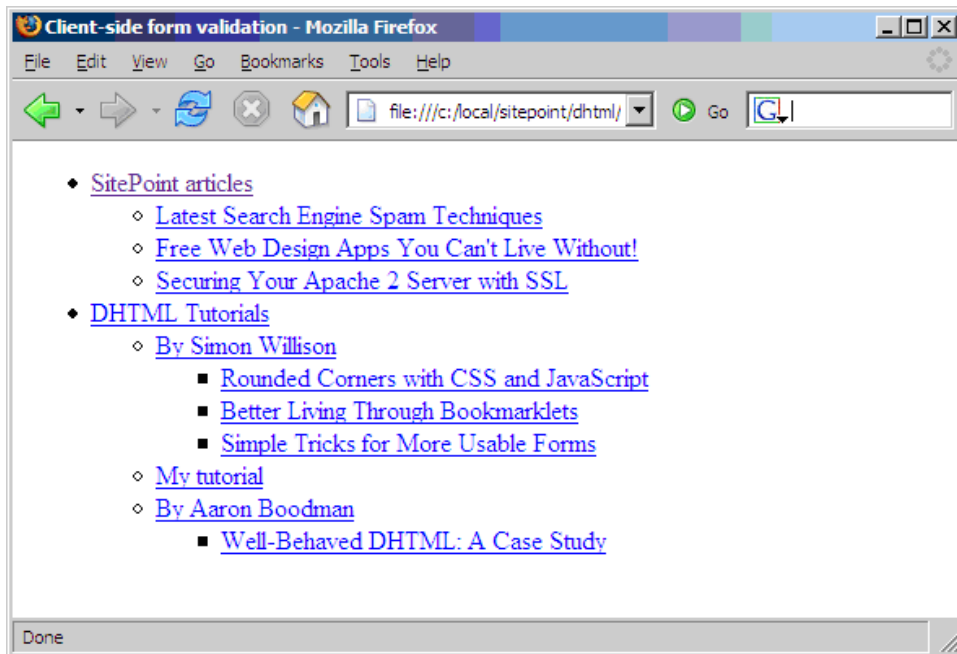 Client-side form validation - Mozilla Firefox
File Edit View Go Bookmarks Tools Help
file:///c:/local/sitepoint/dhtml/ Go G
SitePoint articles
Latest Search Engine Spam Techniques
Free Web Design Apps You Can't Live Without!
Securing Your Apache 2 Server with SSL
DHTML Tutorials
By Simon Willison
Rounded Corners with CSS and JavaScript
Better Living Through Bookmarklets
Simple Tricks for More Usable Forms
My tutorial
By Aaron Boodman
Well-Behaved DHTML: A Case Study
Done